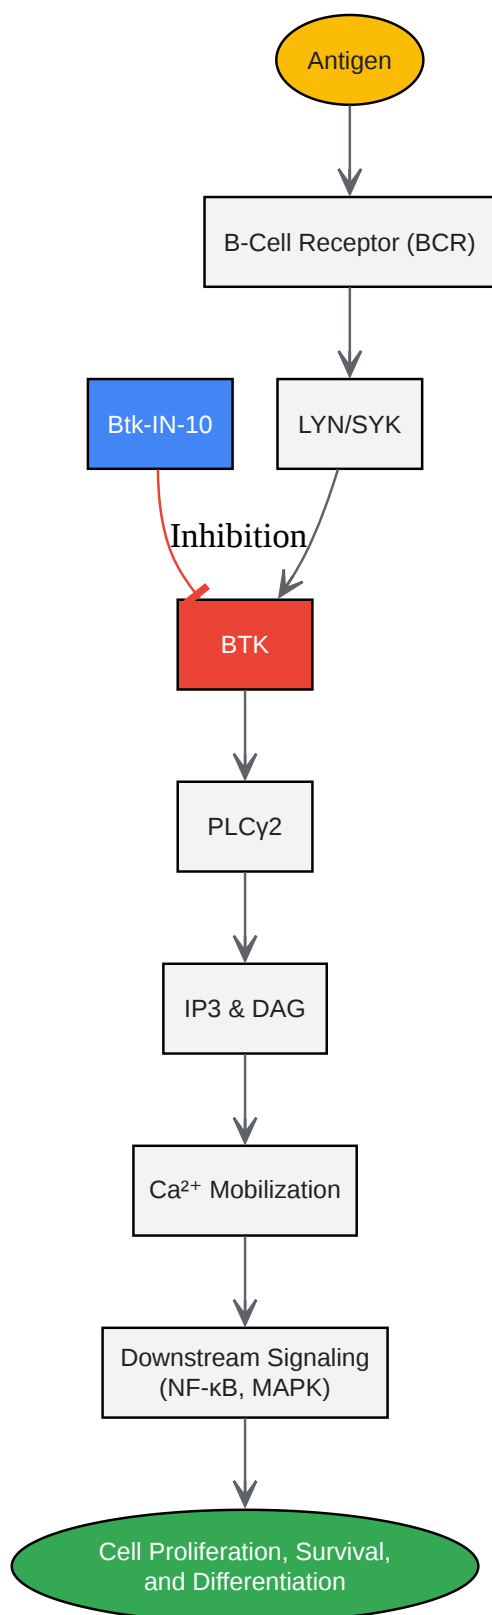 Antigen
B-Cell Receptor (BCR)
Btk-IN-10
LYN/SYK
Inhibition
BTK
PLCγ2
IP3 & DAG
Ca²⁺ Mobilization
Downstream Signaling
(NF-κB, MAPK)
Cell Proliferation, Survival,
and Differentiation